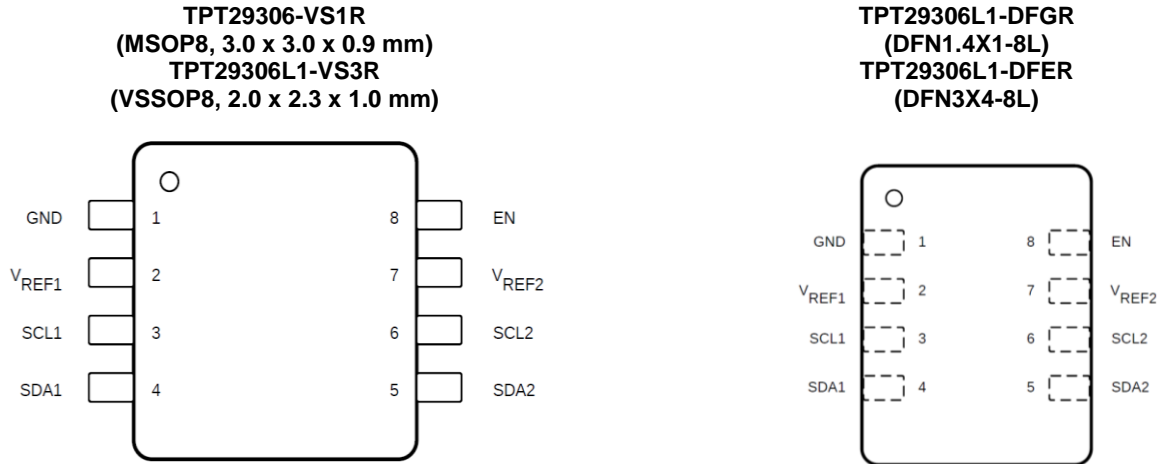 TPT29306-VS1R
(MSOP8, 3.0 x 3.0 x 0.9 mm)
TPT29306L1-VS3R
(VSSOP8, 2.0 x 2.3 x 1.0 mm)
GND 1 8 EN
VREF1 2 7 VREF2
SCL1 3 6 SCL2
SDA1 4 5 SDA2
TPT29306L1-DFGR
(DFN1.4X1-8L)
TPT29306L1-DFER
(DFN3X4-8L)
GND 1 8 EN
VREF1 2 7 VREF2
SCL1 3 6 SCL2
SDA1 4 5 SDA2